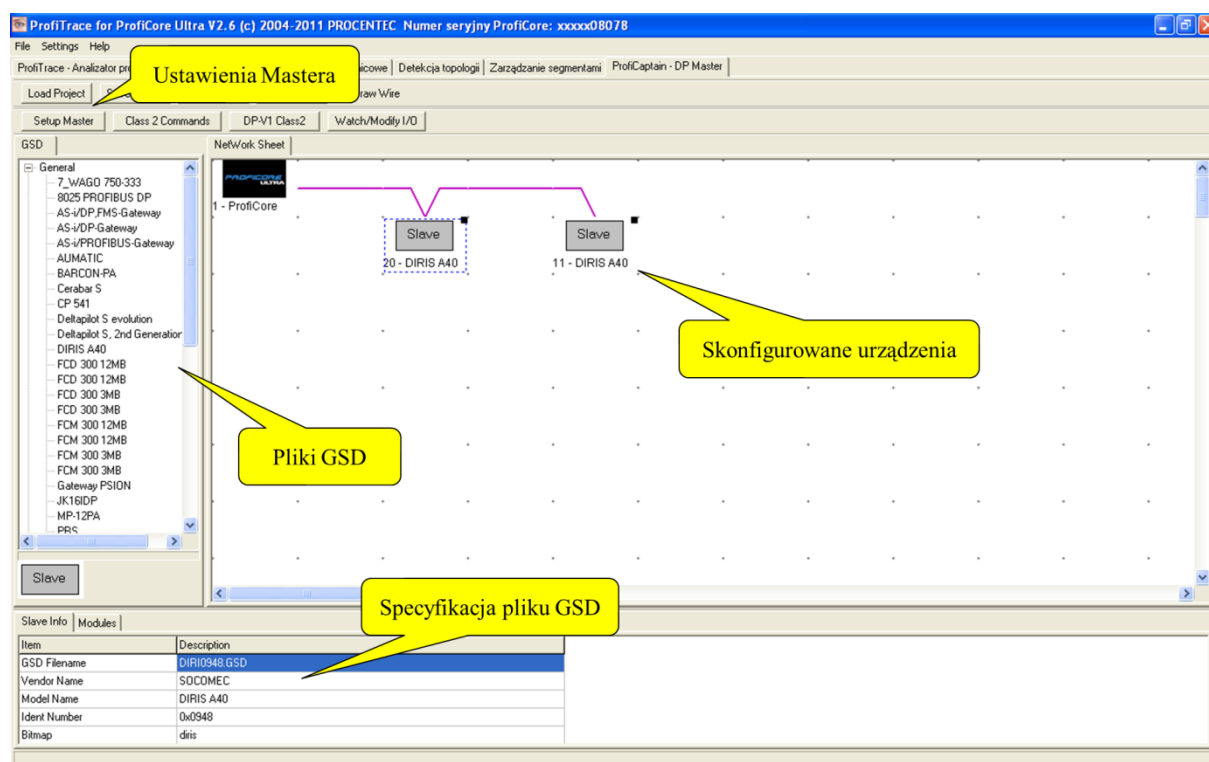 ProfiTrace for ProfiCore Ultra V2.6 (c) 2004-2011 PROCENTEC Numer seryjny ProfiCore: xxxxx08078
File Settings Help
ProfiTrace - Analizator Detekcja topologii Zarządzanie segmentami ProfiCaptain - DP Master
Ustawienia Mastera
Load Project
Setup Master Class 2 Commands DP-V1 Class2 Watch/Modify I/O
GSD NetWork Sheet
General
7_WAGO 750-333
8025 PROFIBUS DP
AS-i/DP,FMS-Gateway
AS-i/DP-Gateway
AS-i/PROFIBUS-Gateway
AUMATIC
BARCON-PA
Cerabar S
CP 541
Deltapilot S evolution
Deltapilot S, 2nd Generation
DIRIS A40
FCD 300 12MB
FCD 300 12MB
FCD 300 3MB
FCD 300 3MB
FCM 300 12MB
FCM 300 12MB
FCM 300 3MB
FCM 300 3MB
Gateway PSION
JK16IDP
MP-12PA
PBS
Slave
PROFICORE
ULTRA
1 - ProfiCore
Slave
20 - DIRIS A40
Slave
11 - DIRIS A40
Skonfigurowane urządzenia
Pliki GSD
Specyfikacja pliku GSD
Slave Info Modules
Item Description
GSD Filename DIRI0948.GSD
Vendor Name SOCOMEC
Model Name DIRIS A40
Ident Number 0x0948
Bitmap diris